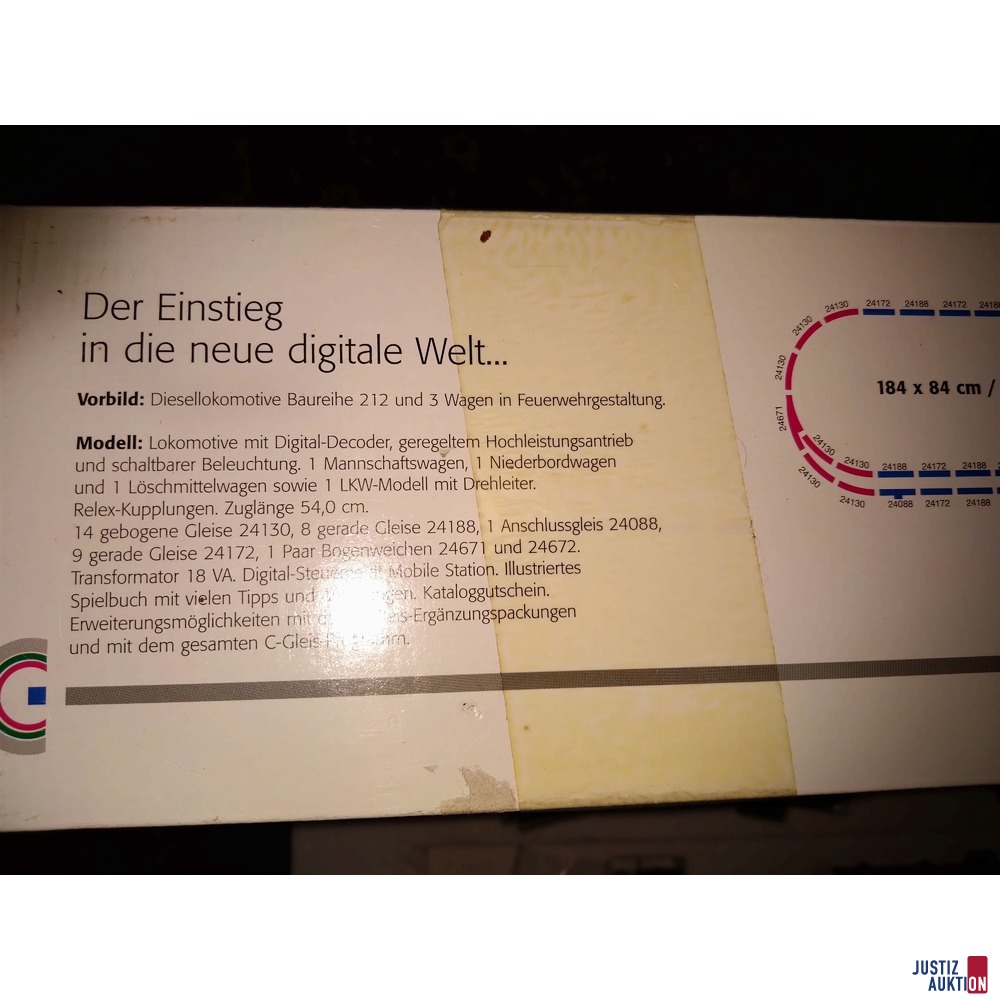 Der Einstieg
in die neue digitale Welt...
Vorbild: Diesellokomotive Baureihe 212 und 3 Wagen in Feuerwehrgestaltung.
Modell: Lokomotive mit Digital-Decoder, geregeltem Hochleistungsantrieb
und schaltbarer Beleuchtung. 1 Mannschaftswagen, 1 Niederbordwagen
und 1 Löschmittelwagen sowie 1 LKW-Modell mit Drehleiter.
Relex-Kupplungen. Zuglänge 54,0 cm.
14 gebogene Gleise 24130, 8 gerade Gleise 24188, 1 Anschlussgleis 24088,
9 gerade Gleise 24172, 1 Paar Bogenweichen 24671 und 24672.
Transformator 18 VA. Mobile Station. Illustriertes
Spielbuch mit vielen Tipps und Kataloggutschein.
Erweiterungsmöglichkeiten mit
und mit dem gesamten
24130 24172 24188 24172
24130
24130
184 x 84 cm /
24671
24130 24130 24188 24172 24188
24130 24130 24088 24172 24188
JUSTIZ
AUKTION